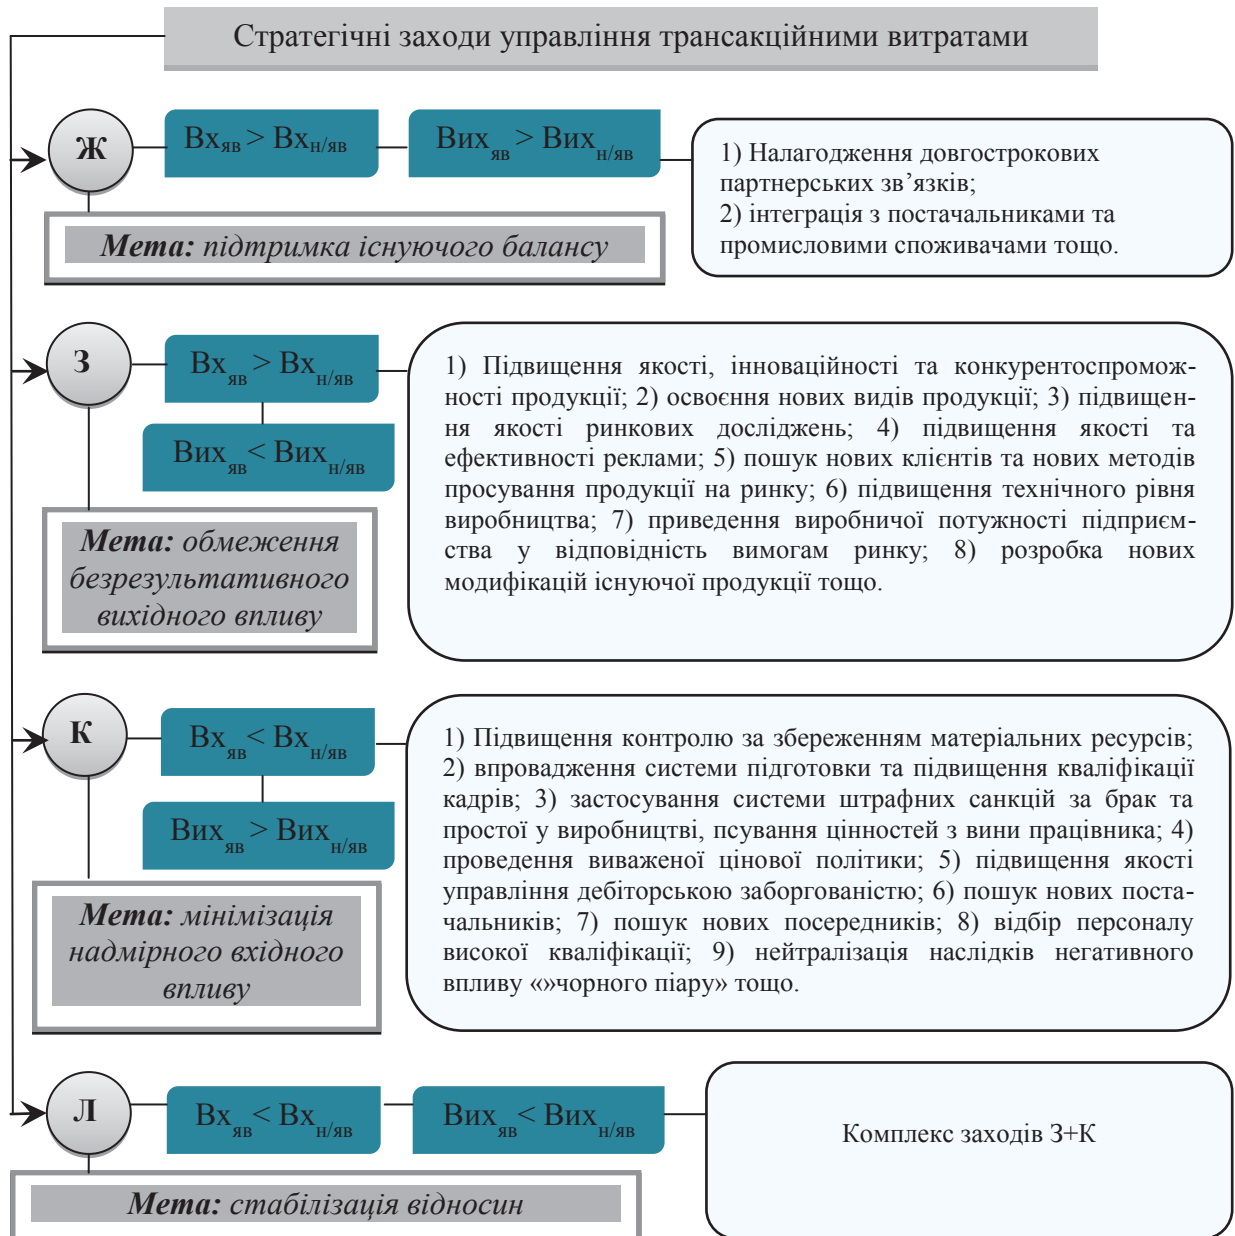 Стратегічні заходи управління трансакційними витратами
Ж
Вхяв > Вхн/яв
Вихяв > Вихн/яв
1) Налагодження довгострокових
партнерських зв’язків;
2) інтеграція з постачальниками та
промисловими споживачами тощо.
Мета: підтримка існуючого балансу
З
Вхяв > Вхн/яв
Вихяв < Вихн/яв
1) Підвищення якості, інноваційності та конкурентоспромож-
ності продукції; 2) освоєння нових видів продукції; 3) підвищен-
ня якості ринкових досліджень; 4) підвищення якості та
ефективності реклами; 5) пошук нових клієнтів та нових методів
просування продукції на ринку; 6) підвищення технічного рівня
виробництва; 7) приведення виробничої потужності підприєм-
ства у відповідність вимогам ринку; 8) розробка нових
модифікацій існуючої продукції тощо.
Мета: обмеження
безрезультативного
вихідного впливу
К
Вхяв < Вхн/яв
Вихяв > Вихн/яв
1) Підвищення контролю за збереженням матеріальних ресурсів;
2) впровадження системи підготовки та підвищення кваліфікації
кадрів; 3) застосування системи штрафних санкцій за брак та
простої у виробництві, псування цінностей з вини працівника; 4)
проведення виваженої цінової політики; 5) підвищення якості
управління дебіторською заборгованістю; 6) пошук нових поста-
чальників; 7) пошук нових посередників; 8) відбір персоналу
високої кваліфікації; 9) нейтралізація наслідків негативного
впливу «»чорного піару» тощо.
Мета: мінімізація
надмірного вхідного
впливу
Л
Вхяв < Вхн/яв
Вихяв < Вихн/яв
Комплекс заходів З+К
Мета: стабілізація відносин